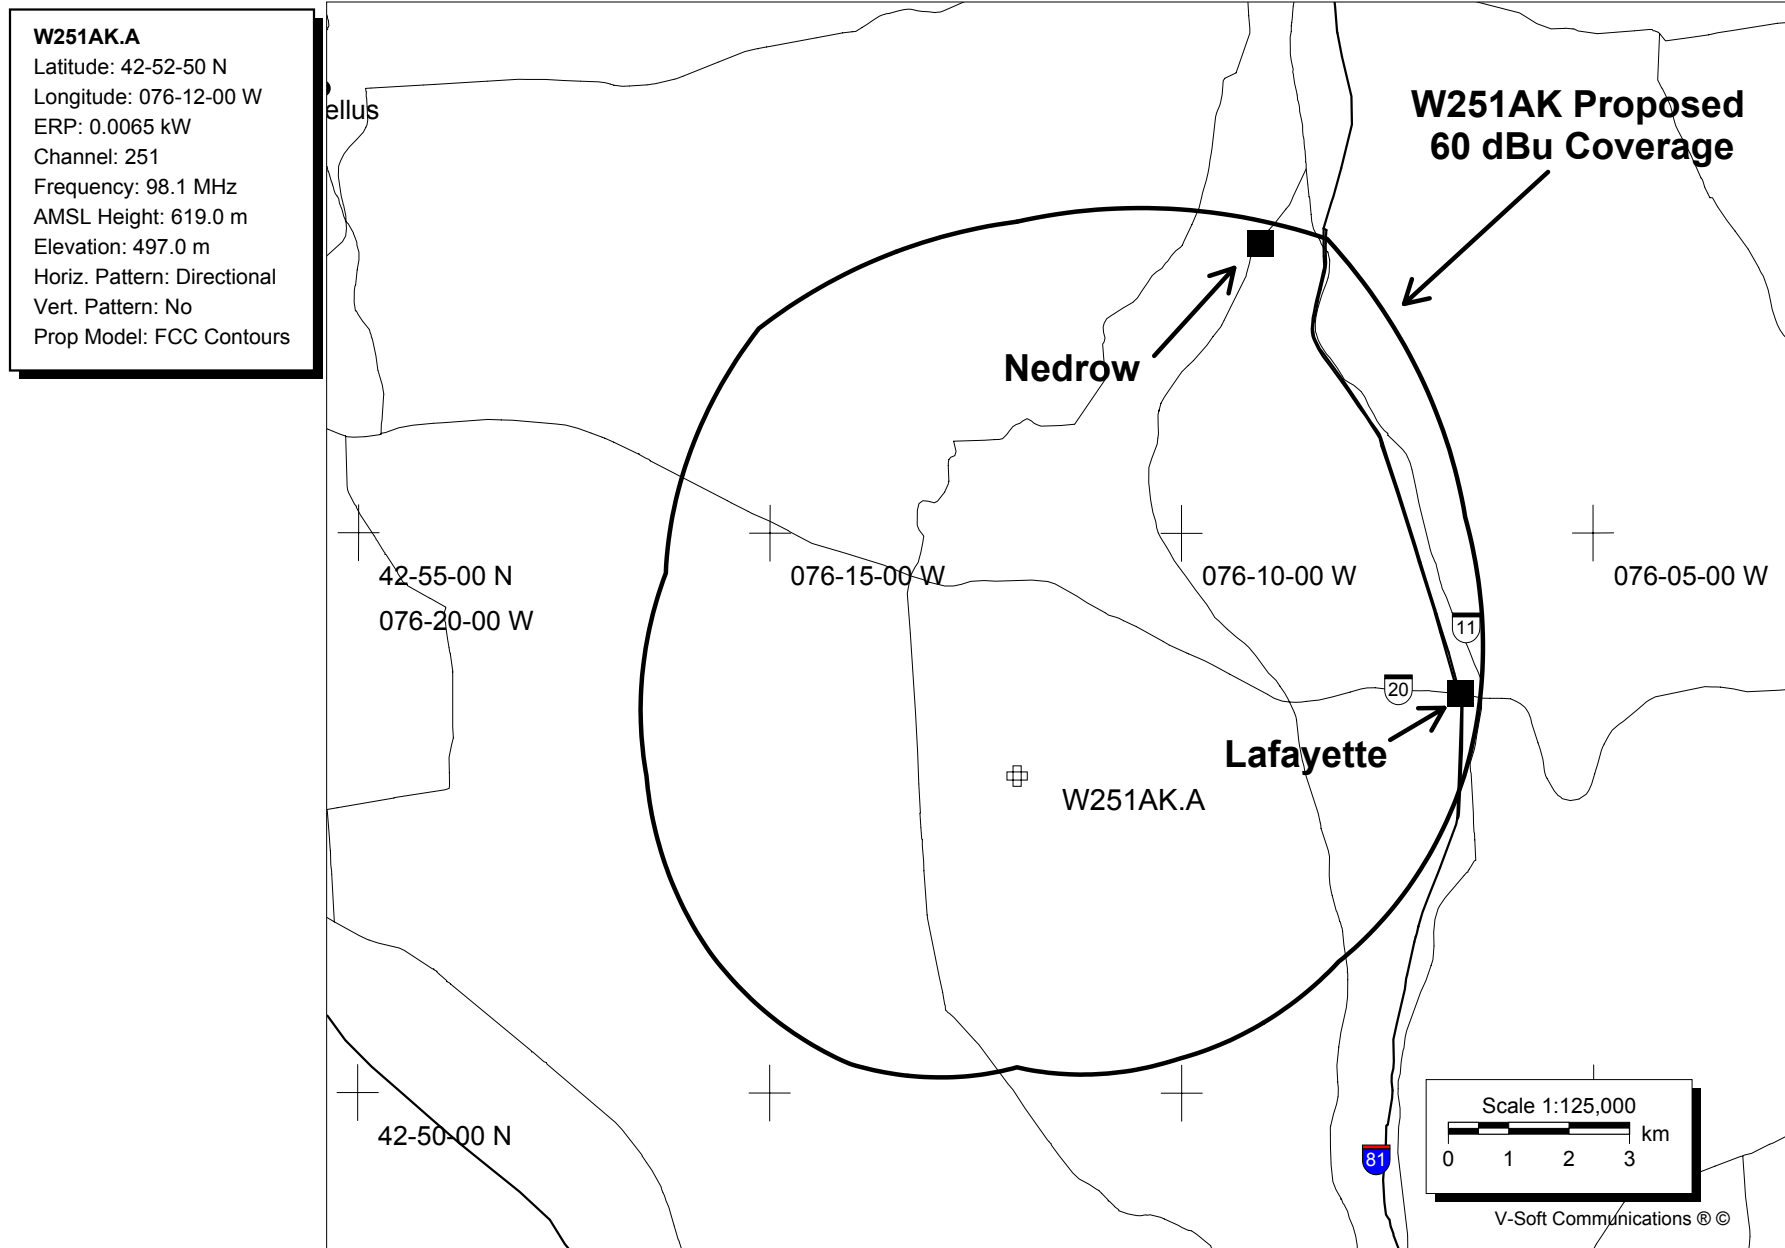 W251AK.A
Latitude: 42-52-50 N
Longitude: 076-12-00 W
ERP: 0.0065 kW
Channel: 251
Frequency: 98.1 MHz
AMSL Height: 619.0 m
Elevation: 497.0 m
Horiz. Pattern: Directional
Vert. Pattern: No
Prop Model: FCC Contours
ellus
W251AK Proposed
60 dBu Coverage
Nedrow
42-55-00 N
076-20-00 W
076-15-00 W
076-10-00 W
076-05-00 W
11
20
Lafayette
W251AK.A
42-50-00 N
81
Scale 1:125,000
km
0 1 2 3
V-Soft Communications ® ©